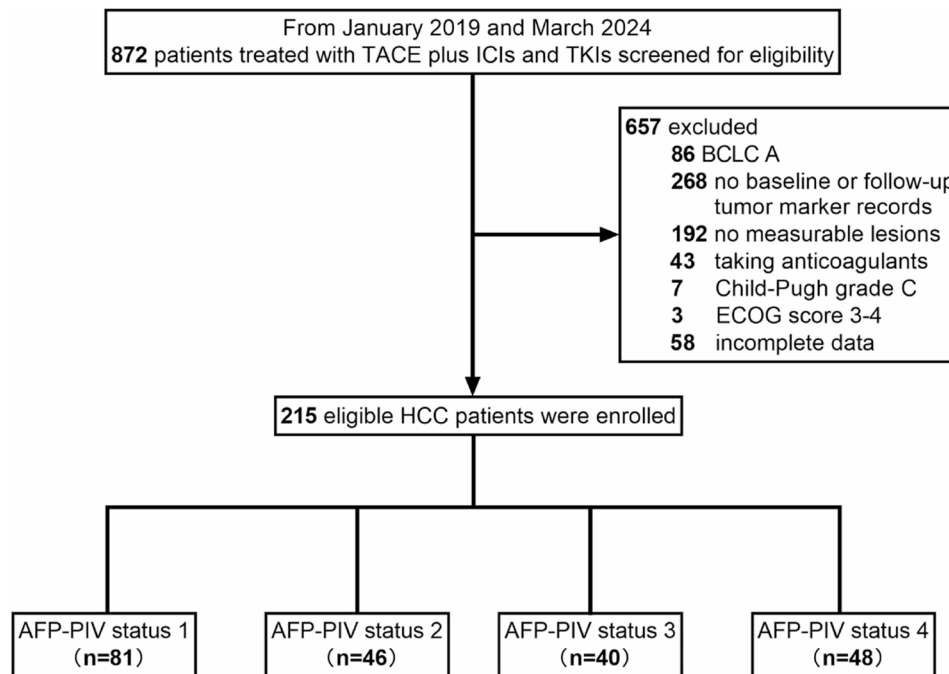 From January 2019 and March 2024
872 patients treated with TACE plus ICIs and TKIs screened for eligibility
657 excluded
86 BCLC A
268 no baseline or follow-up
tumor marker records
192 no measurable lesions
43 taking anticoagulants
7 Child-Pugh grade C
3 ECOG score 3-4
58 incomplete data
215 eligible HCC patients were enrolled
AFP-PIV status 1
（n=81）
AFP-PIV status 2
（n=46）
AFP-PIV status 3
（n=40）
AFP-PIV status 4
（n=48）